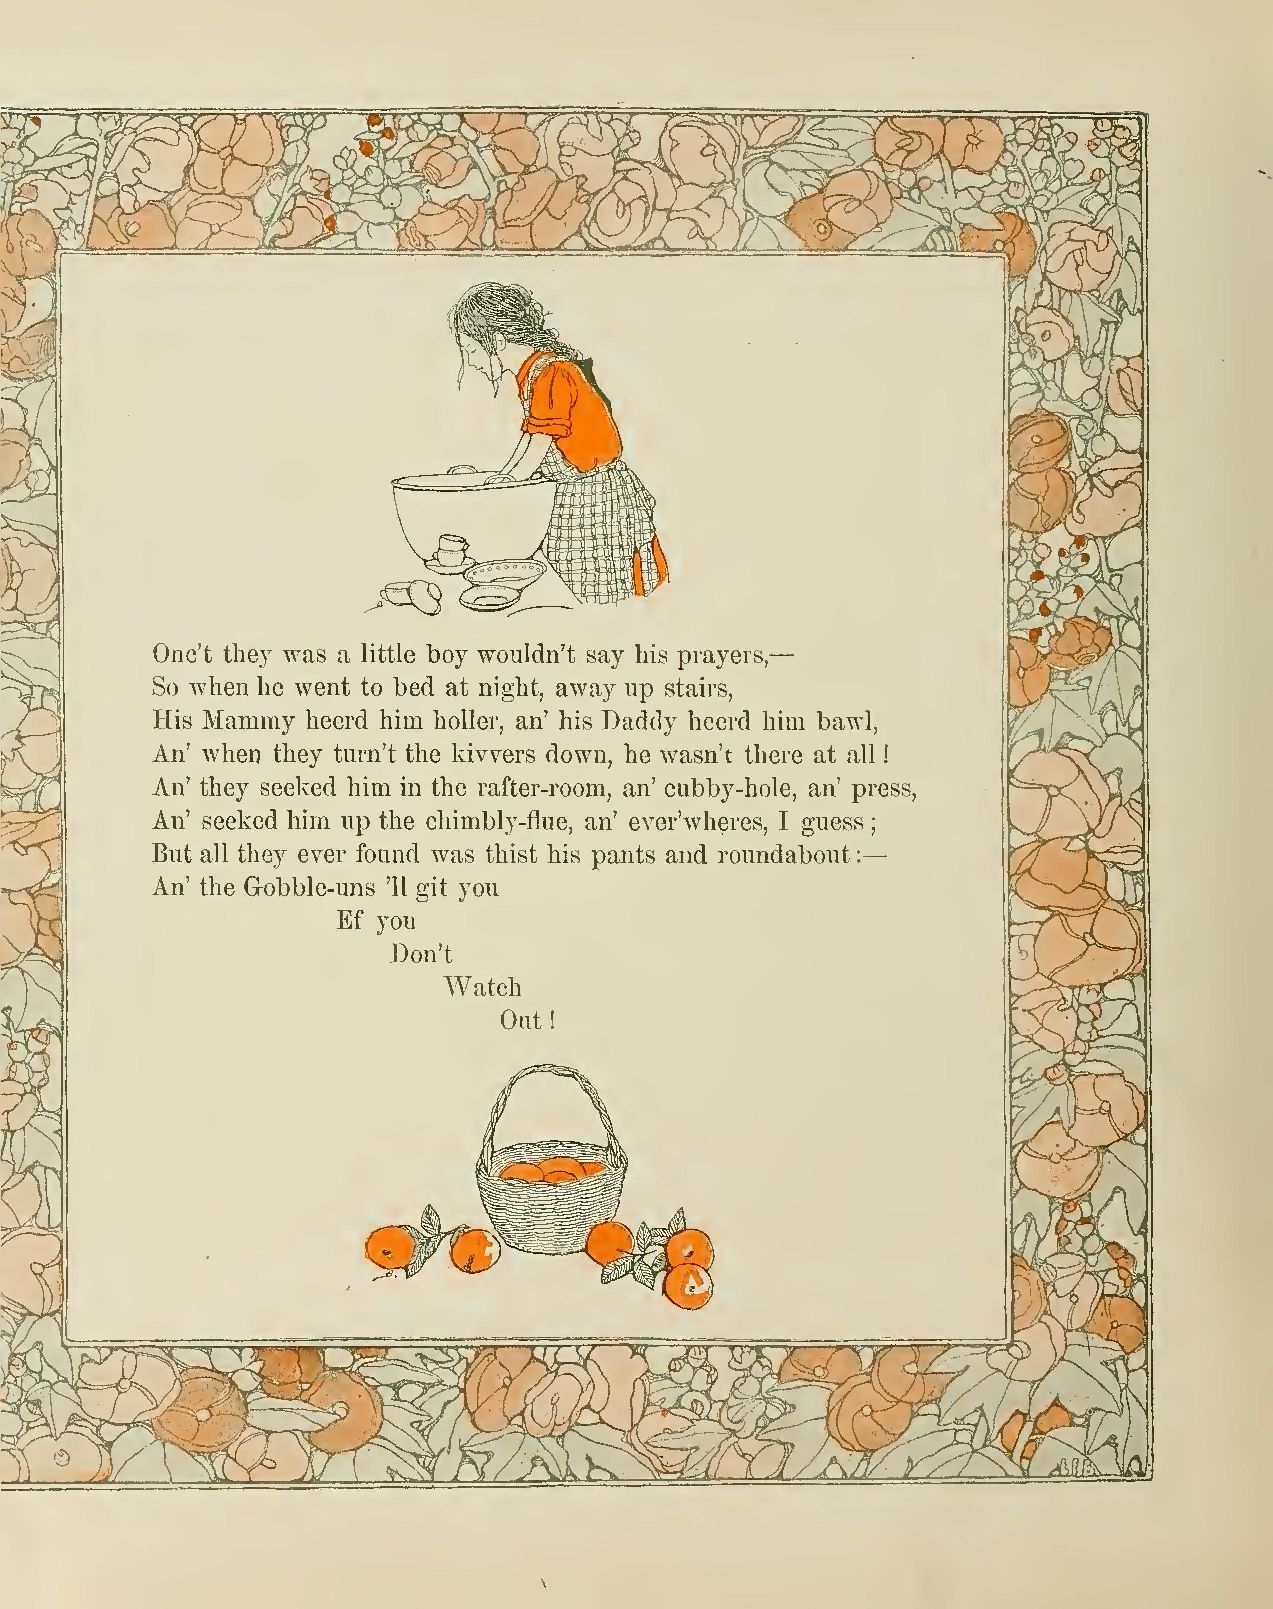 Onc't they was a little boy wouldn't say his prayers,—
So when he went to bed at night, away up stairs,
His Mammy heerd him holler, an' his Daddy heerd him bawl,
An' when they turn't the kivvers down, he wasn't there at all!
An' they seeked him in the rafter-room, an' cubby-hole, an' press,
An' seeked him up the chimbly-flue, an' ever'wheres, I guess;
But all they ever found was thist his pants and roundabout:—
An' the Gobble-uns 'll git you
Ef you
Don't
Watch
Out!